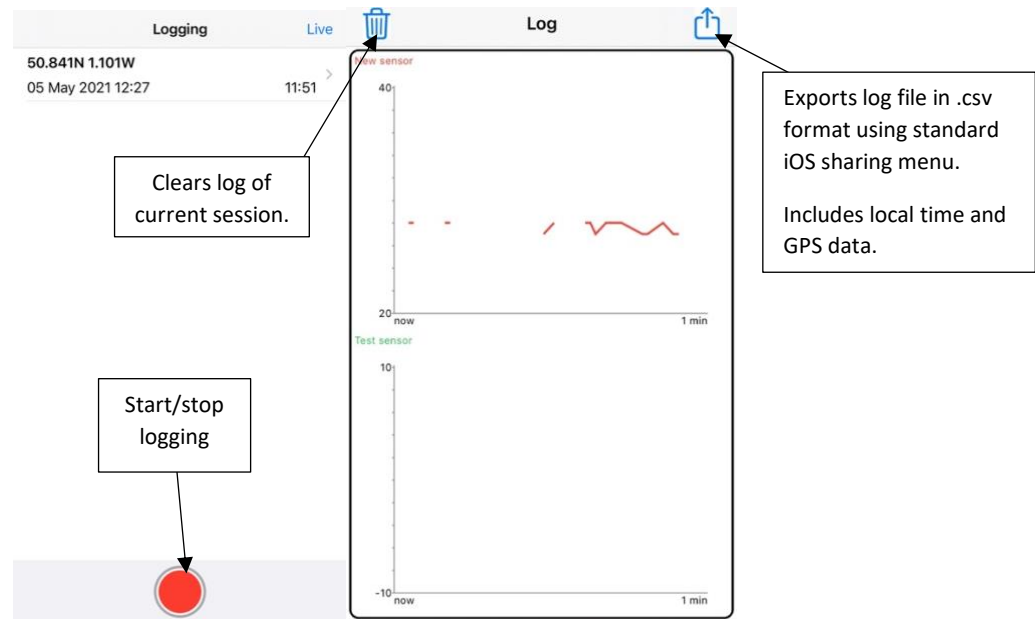 Logging
Live
50.841N 1.101W
05 May 2021 12:27
11:51
Clears log of
current session.
Start/stop
logging
Log
New sensor
40
20
now
1 min
Test sensor
10
-10
now
1 min
Exports log file in .csv
format using standard
iOS sharing menu.
Includes local time and
GPS data.